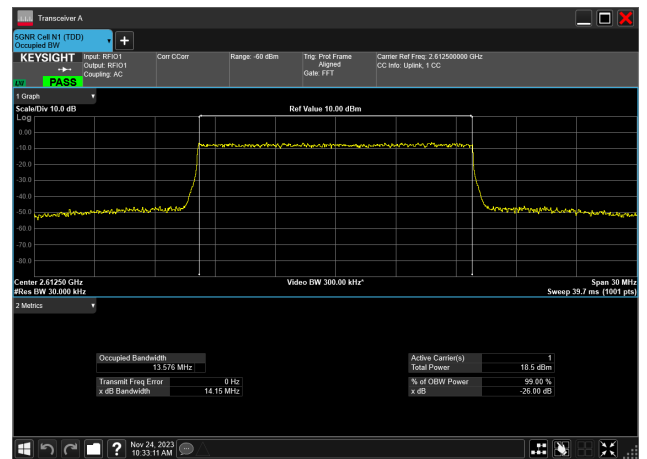 Transceiver A
5GNR Cell N1 (TDD)
Occupied BW
KEYSIGHT
Input: RFIO1
Output: RFIO1
Coupling: AC
Corr CCorr
Range: -60 dBm
Trig: Prot Frame
Aligned
Gate: FFT
Carrier Ref Freq: 2.612500000 GHz
CC Info: Uplink, 1 CC
PASS
1 Graph
Scale/Div 10.0 dB
Ref Value 10.00 dBm
Log
0.00
-10.0
-20.0
-30.0
-40.0
-50.0
-60.0
-70.0
-80.0
Center 2.61250 GHz
Video BW 300.00 kHz*
Span 30 MHz
#Res BW 30.000 kHz
Sweep 39.7 ms (1001 pts)
2 Metrics
Occupied Bandwidth
13.576 MHz
Transmit Freq Error 0 Hz
x dB Bandwidth 14.15 MHz
Active Carrier(s) 1
Total Power 18.5 dBm
% of OBW Power 99.00 %
x dB -26.00 dB
Nov 24, 2023
10:33:11 AM